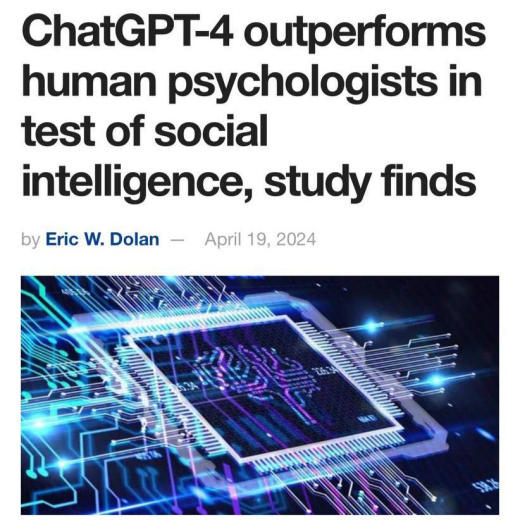 ChatGPT-4 outperforms
human psychologists in
test of social
intelligence, study finds
by Eric W. Dolan — April 19, 2024